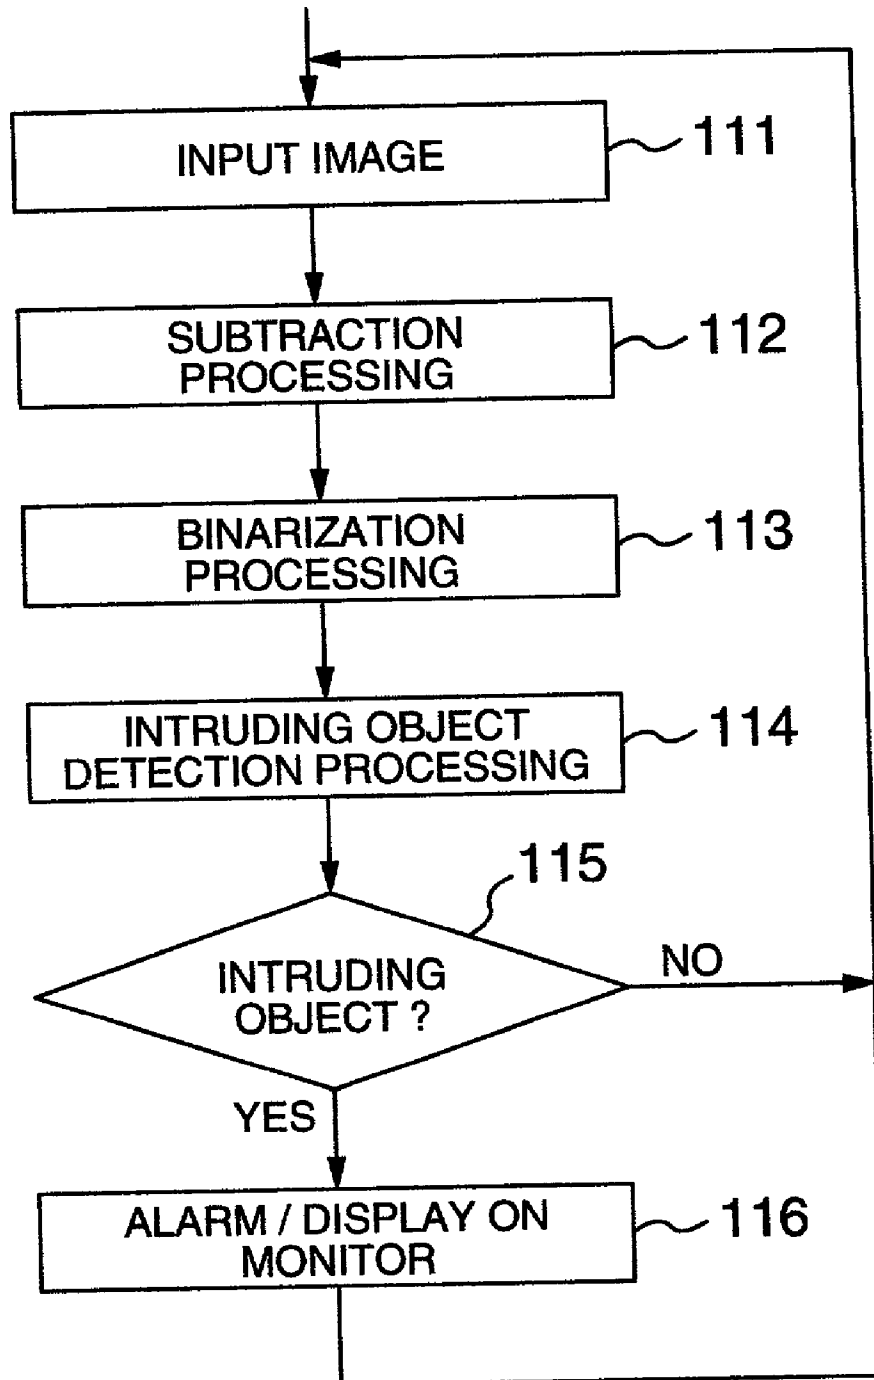 INPUT IMAGE
111
SUBTRACTION
PROCESSING
112
BINARIZATION
PROCESSING
113
INTRUDING OBJECT
DETECTION PROCESSING
114
115
INTRUDING
OBJECT ?
NO
YES
ALARM / DISPLAY ON
MONITOR
116